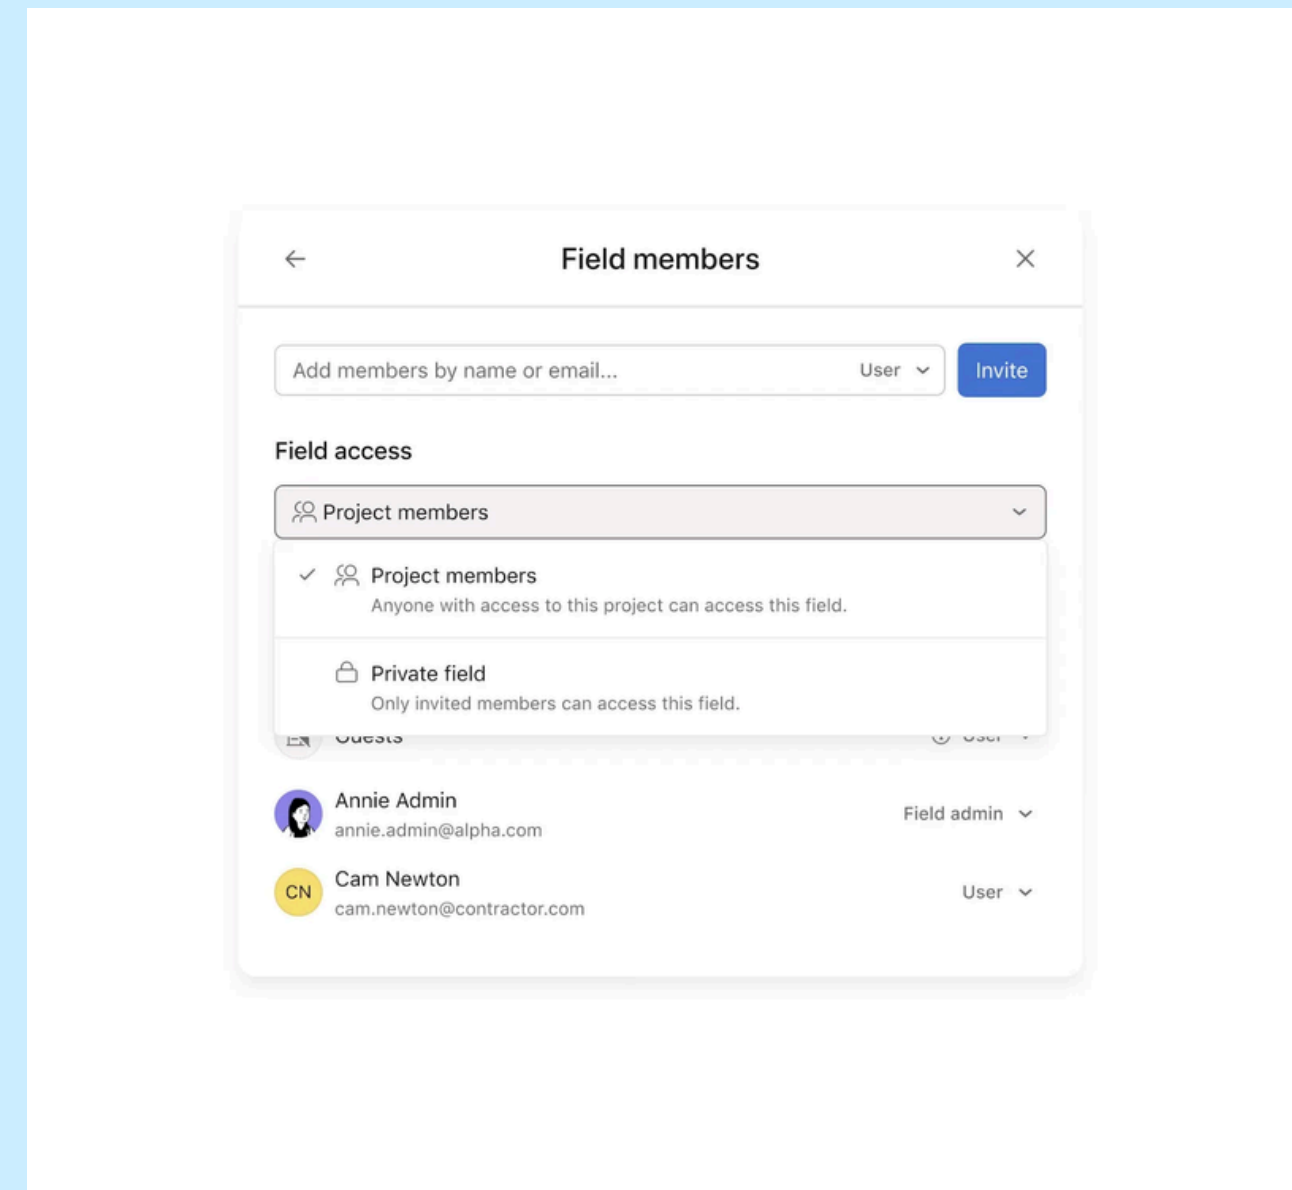 Field members
Add members by name or email...
User
Invite
Field access
Project members
Project members
Anyone with access to this project can access this field.
Private field
Only invited members can access this field.
Guests
User
Annie Admin
Field admin
annie.admin@alpha.com
CN
Cam Newton
User
cam.newton@contractor.com